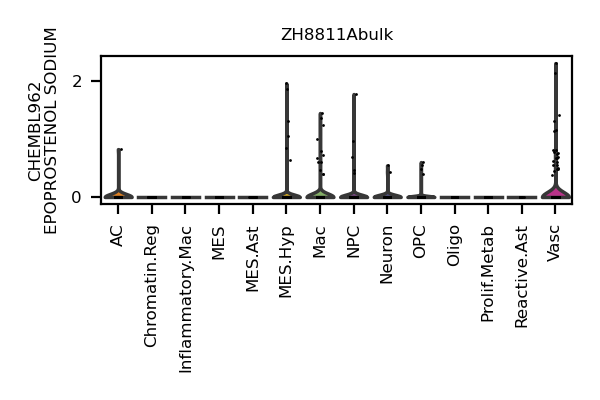 ZH8811Abulk
CHEMBL962
EPOPROSTENOL SODIUM
2
0
AC
Chromatin.Reg
Inflammatory.Mac
MES
MES.Ast
MES.Hyp
Mac
NPC
Neuron
OPC
Oligo
Prolif.Metab
Reactive.Ast
Vasc